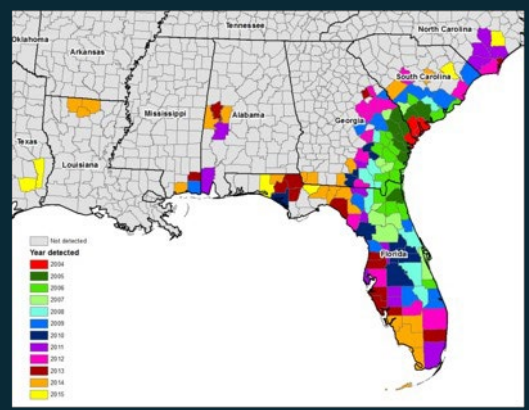 Tennessee
North Carolina
Oklahoma
Arkansas
South Carolina
Mississippi
Alabama
Georgia
Texas
Louisiana
Florida
Not detected
Year detected
2004
2005
2006
2007
2008
2009
2010
2011
2012
2013
2014
2015